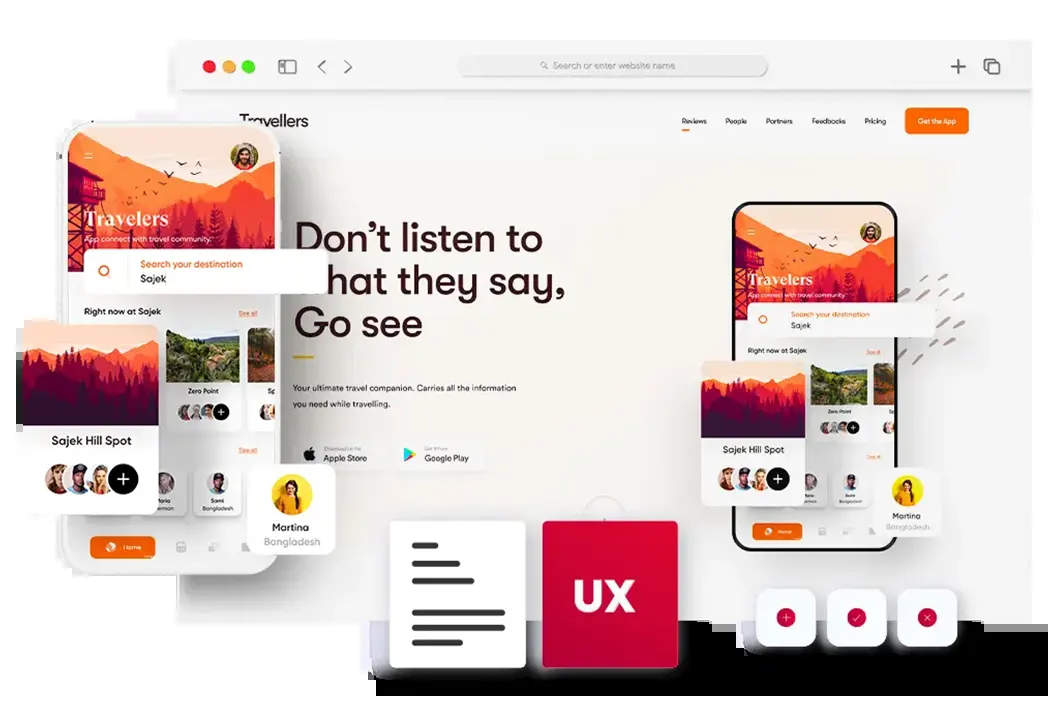 Search or enter website name
Travellers
Reviews
People
Partners
Feedbacks
Pricing
Get the App
Travelers
App connect with travel community.
Search your destination
Sajek
Right now at Sajek
See all
Zero Point
Sajek Hill Spot
See all
Sami
Bangladesh
Martina
Bangladesh
Home
Don't listen to
hat they say,
Go see
Your ultimate travel companion. Carries all the information
you need while travelling.
Download on the
Apple Store
Get it from
Google Play
Travelers
App connect with travel community.
Search your destination
Sajek
Right now at Sajek
See all
Zero Point
Sajek Hill Spot
See all
Sami
Bangladesh
Martina
Bangladesh
Home
UX